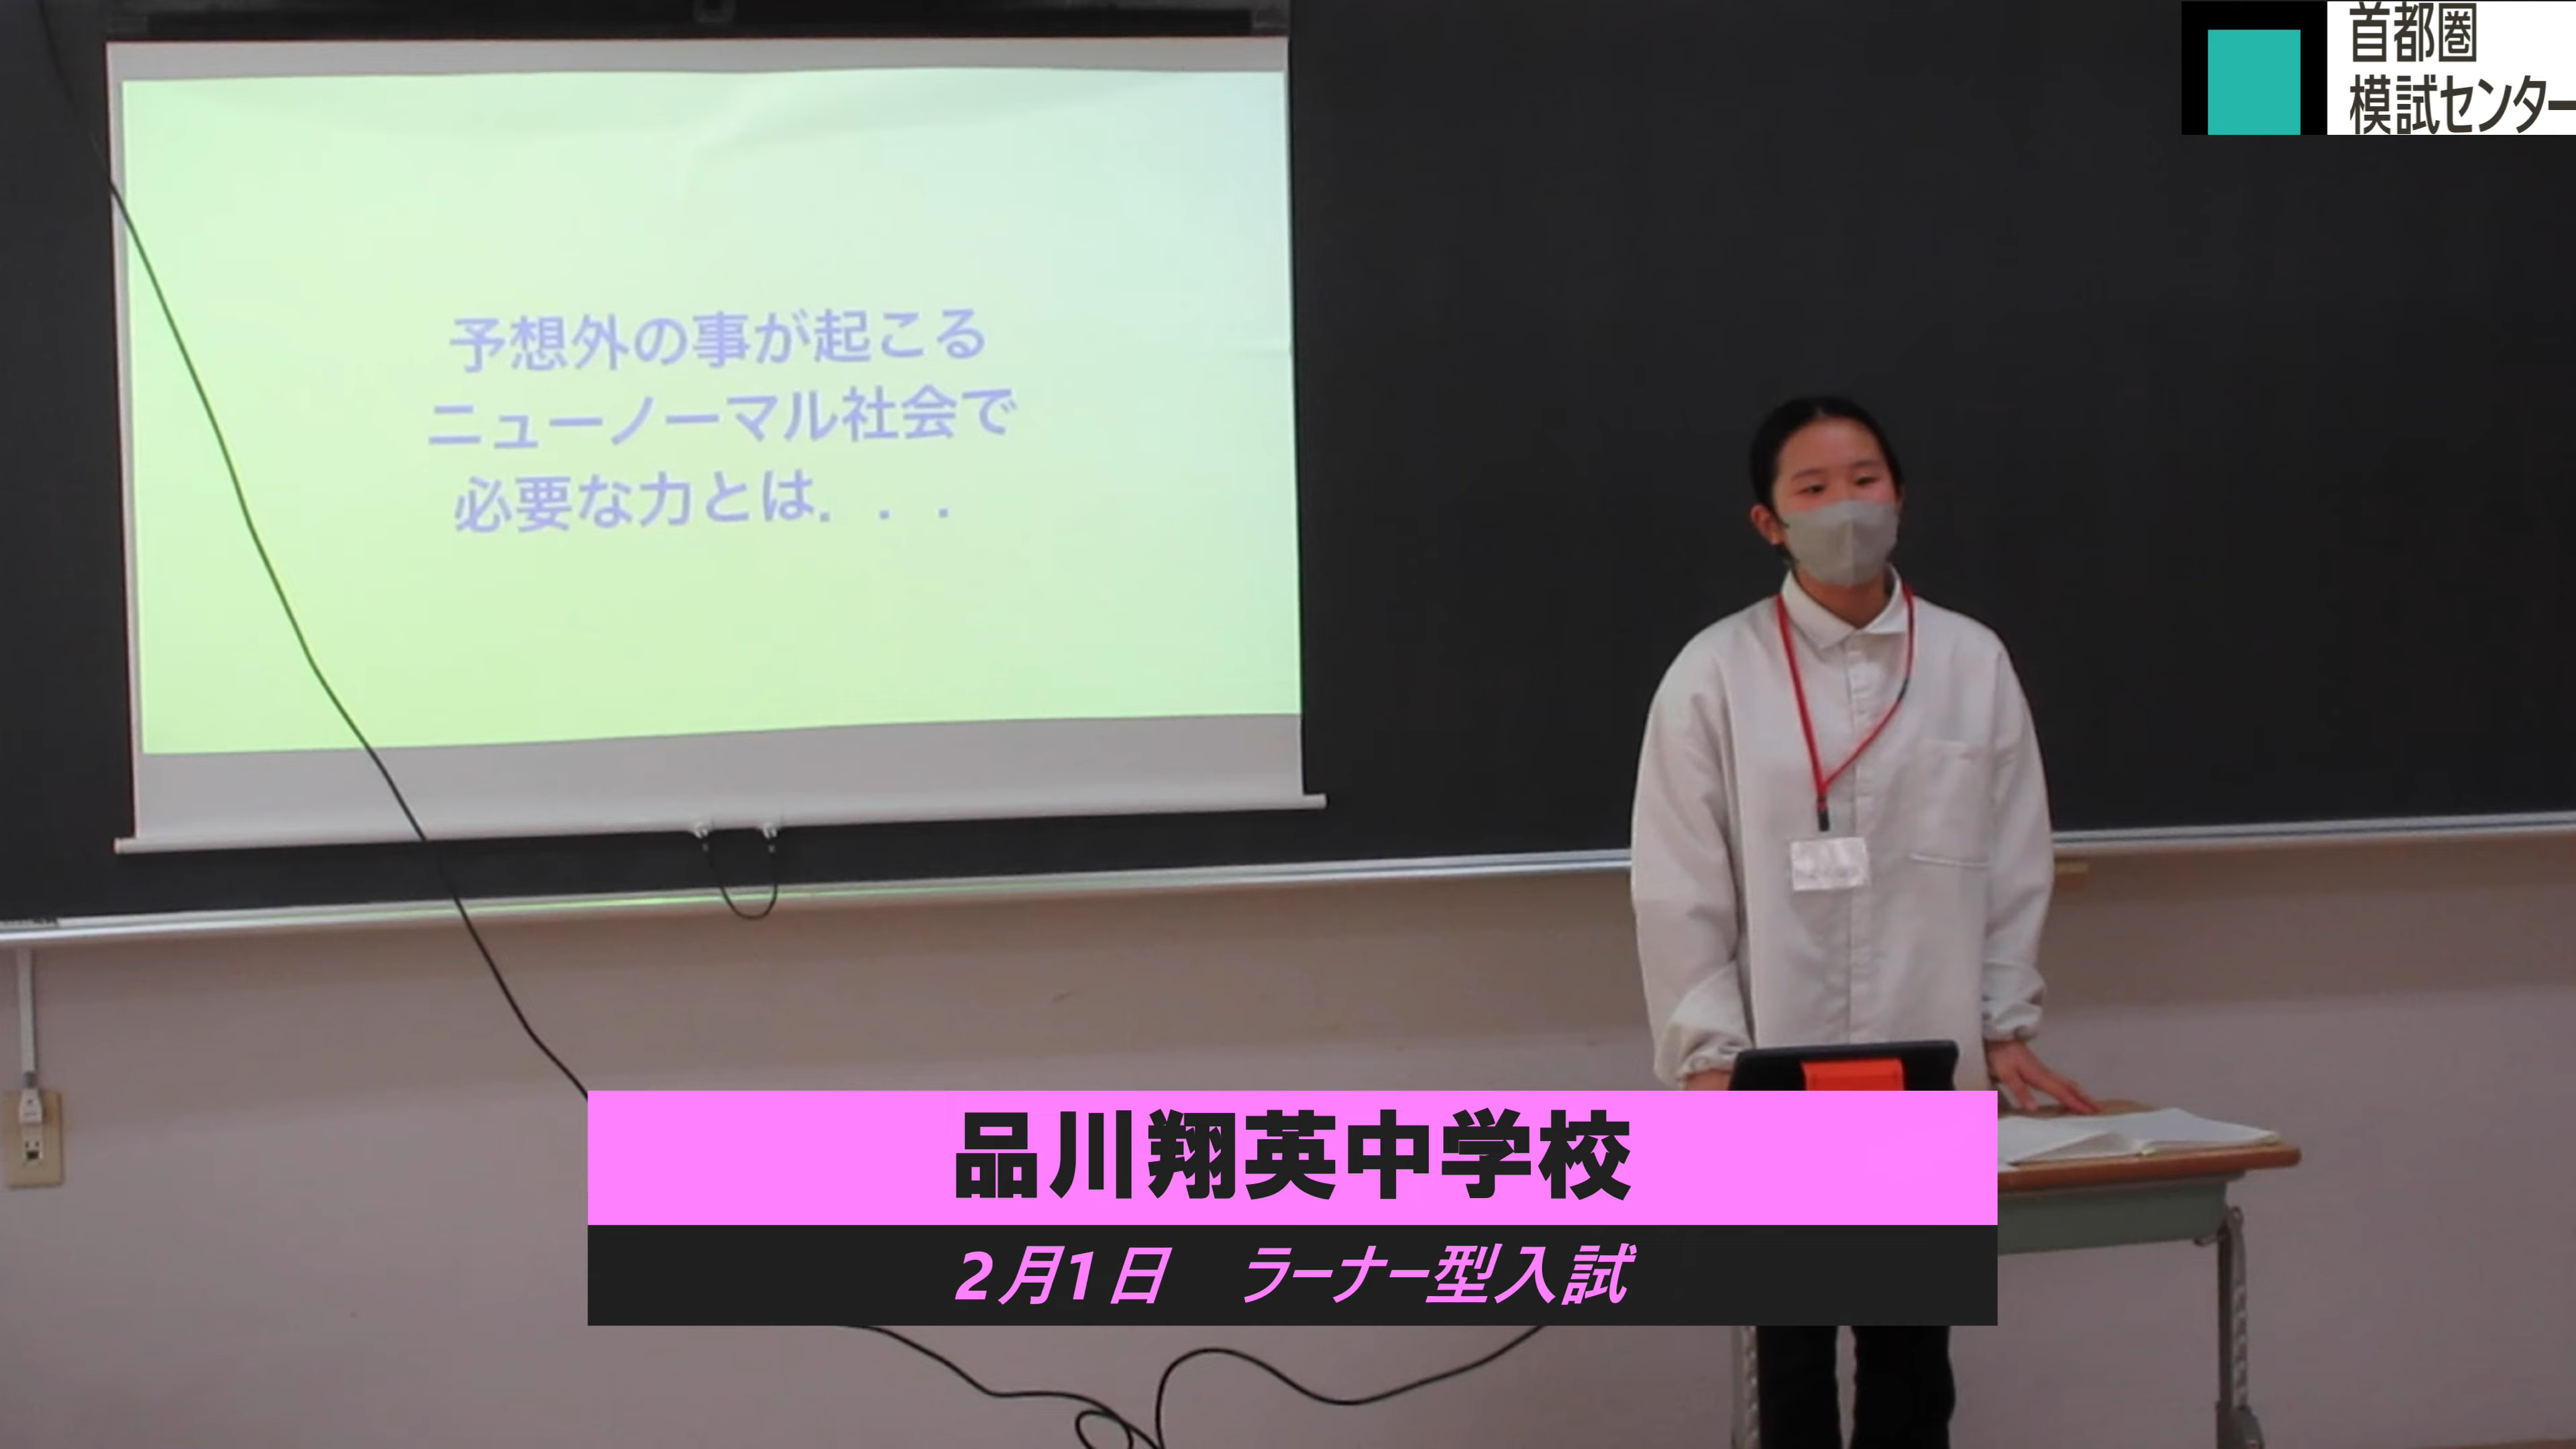 首都圏
模試センター
予想外の事が起こる
ニューノーマル社会で
必要な力とは. . .
品川翔英中学校
2月1日　ラーナー型入試